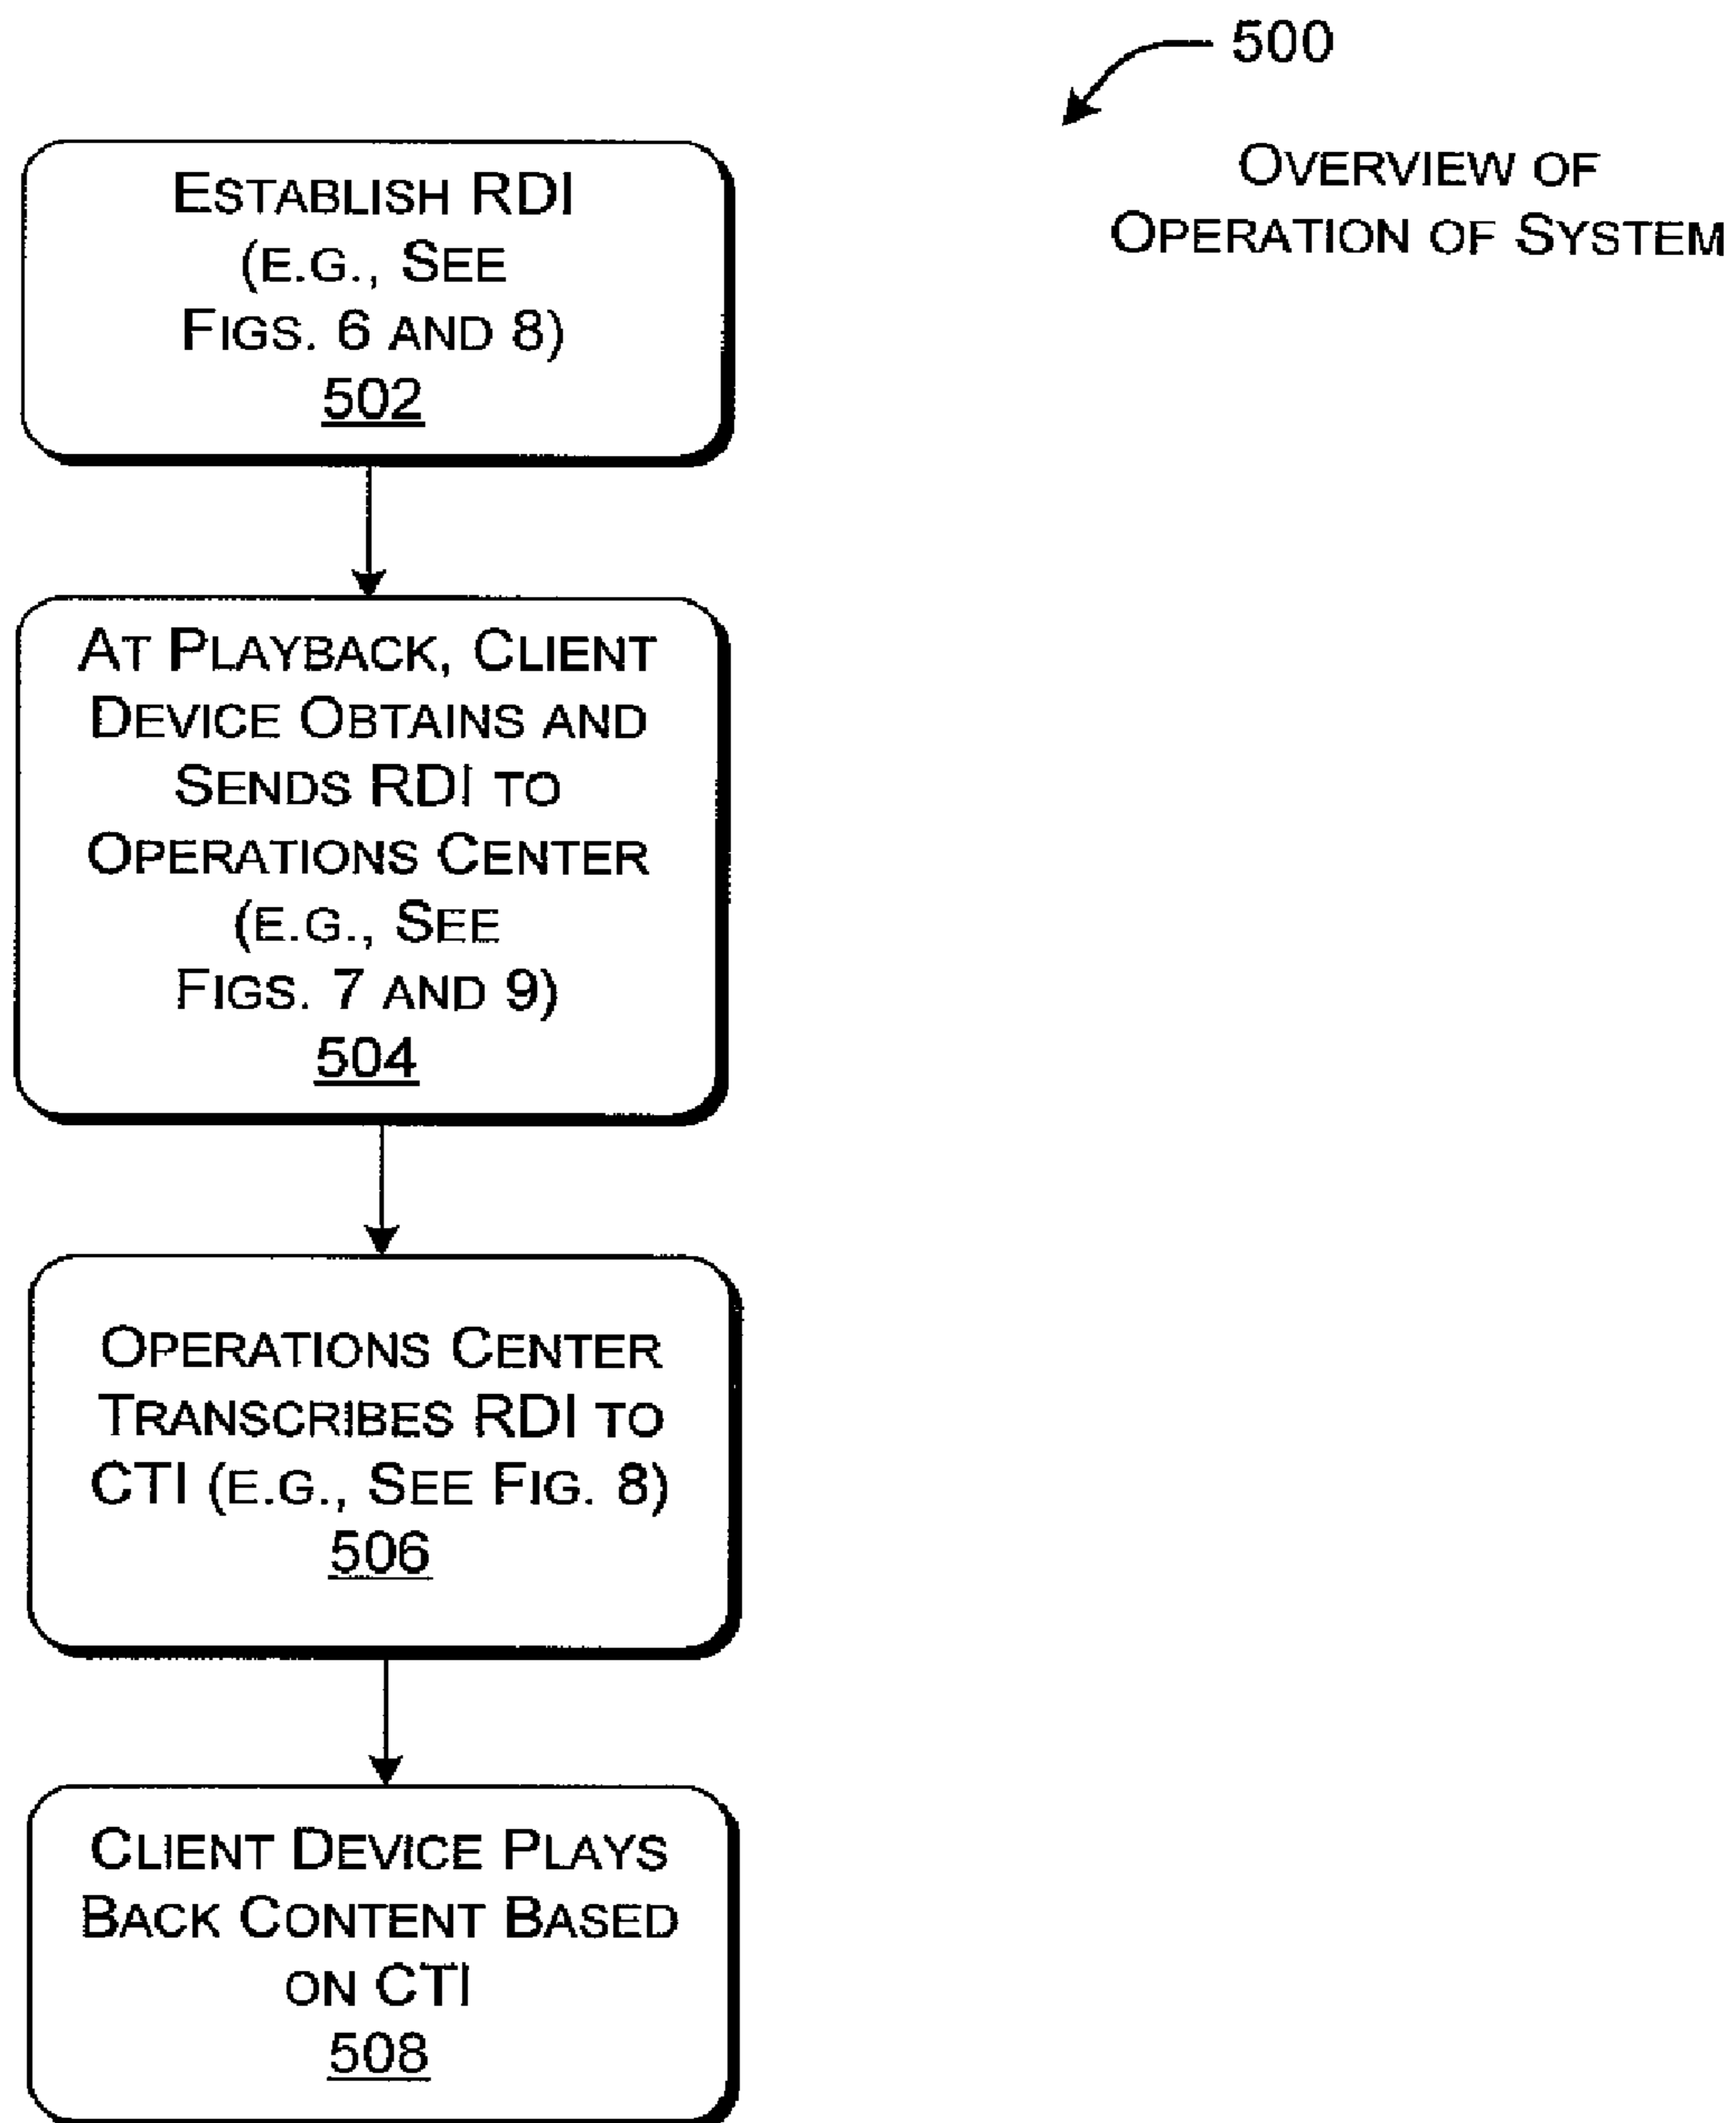 500
OVERVIEW OF
OPERATION OF SYSTEM
ESTABLISH RDI
(E.G., SEE
FIGS. 6 AND 8)
502
AT PLAYBACK, CLIENT
DEVICE OBTAINS AND
SENDS RDI TO
OPERATIONS CENTER
(E.G., SEE
FIGS. 7 AND 9)
504
OPERATIONS CENTER
TRANSCRIBES RDI TO
CTI (E.G., SEE FIG. 8)
506
CLIENT DEVICE PLAYS
BACK CONTENT BASED
ON CTI
508